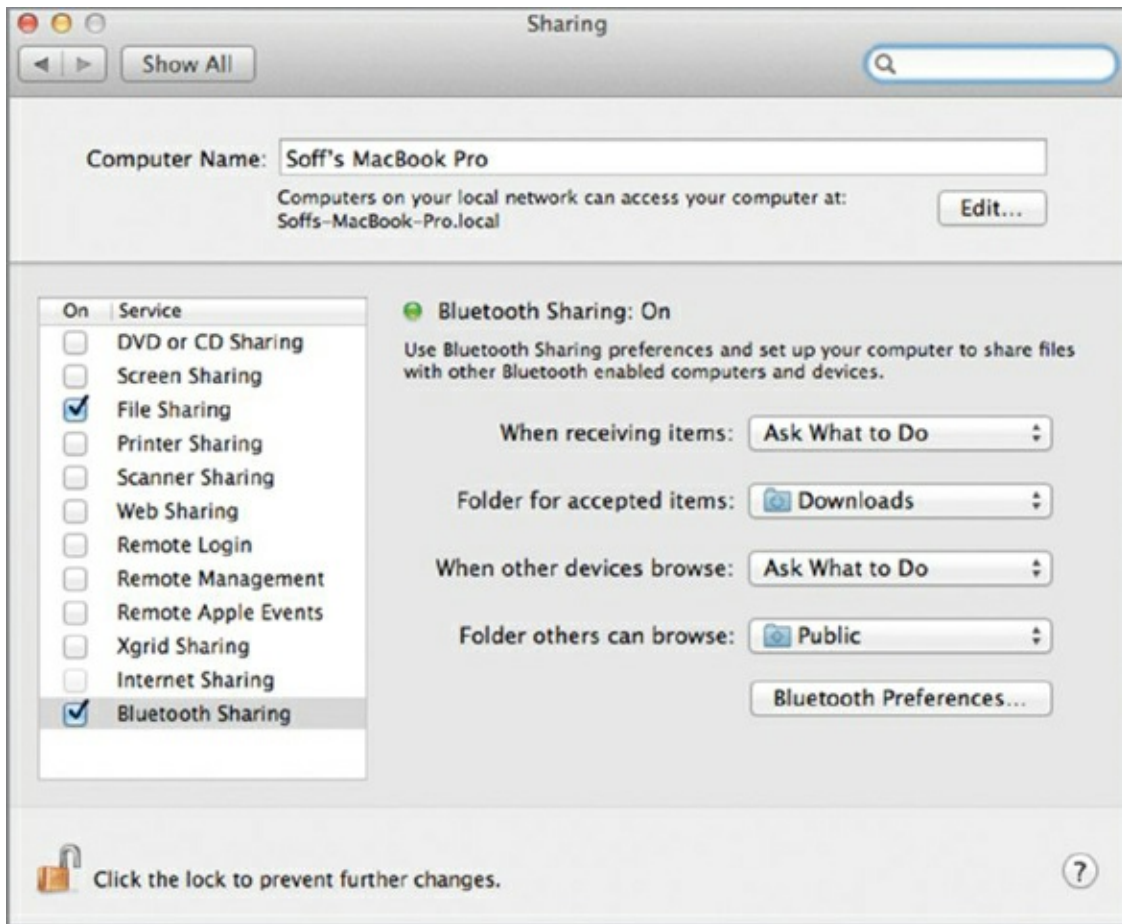 Sharing
Show All
Computer Name: Soff's MacBook Pro
Computers on your local network can access your computer at:
Soffs-MacBook-Pro.local
Edit...
On Service
DVD or CD Sharing
Screen Sharing
File Sharing
Printer Sharing
Scanner Sharing
Web Sharing
Remote Login
Remote Management
Remote Apple Events
Xgrid Sharing
Internet Sharing
Bluetooth Sharing
Bluetooth Sharing: On
Use Bluetooth Sharing preferences and set up your computer to share files
with other Bluetooth enabled computers and devices.
When receiving items: Ask What to Do
Folder for accepted items: Downloads
When other devices browse: Ask What to Do
Folder others can browse: Public
Bluetooth Preferences...
Click the lock to prevent further changes.
?